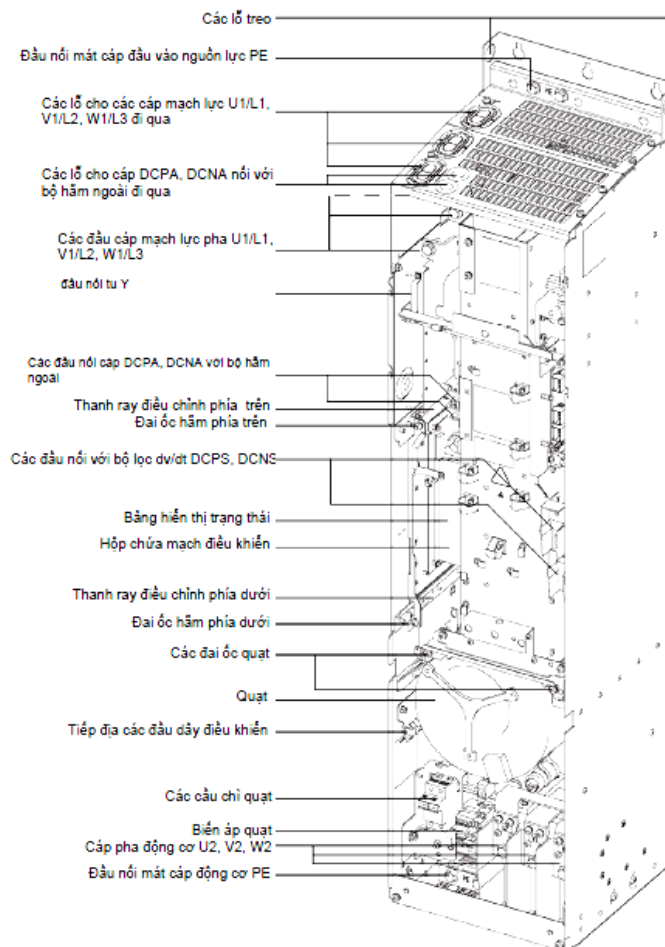 Các lỗ treo
Đầu nối mát cáp đầu vào nguồn lực PE
Các lỗ cho các cáp mạch lực U1/L1,
V1/L2, W1/L3 đi qua
Các lỗ cho cáp DCPA, DCNA nối với
bộ hãm ngoài đi qua
Các đầu cáp mạch lực pha U1/L1,
V1/L2, W1/L3
đầu nối tu Y
Các đầu nối cáp DCPA, DCNA với bộ hãm
ngoài
Thanh ray điều chỉnh phía trên
Đai ốc hãm phía trên
Các đầu nối với bộ lọc dv/dt DCPS, DCNS
Bảng hiển thị trạng thái
Hộp chứa mạch điều khiển
Thanh ray điều chỉnh phía dưới
Đai ốc hãm phía dưới
Các đai ốc quạt
Quạt
Tiếp địa các đầu dây điều khiển
Các cầu chì quạt
Biến áp quạt
Cáp pha động cơ U2, V2, W2
Đầu nối mát cáp động cơ PE
PE